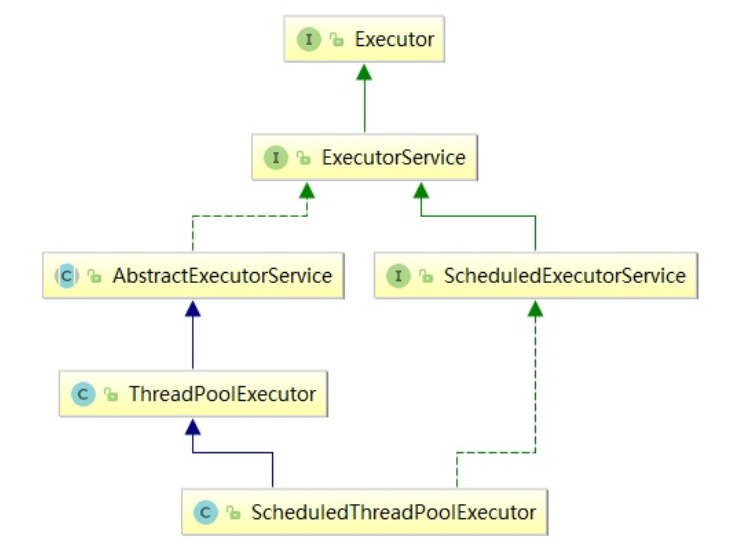 I Executor
I ExecutorService
C AbstractExecutorService
I ScheduledExecutorService
C ThreadPoolExecutor
C ScheduledThreadPoolExecutor